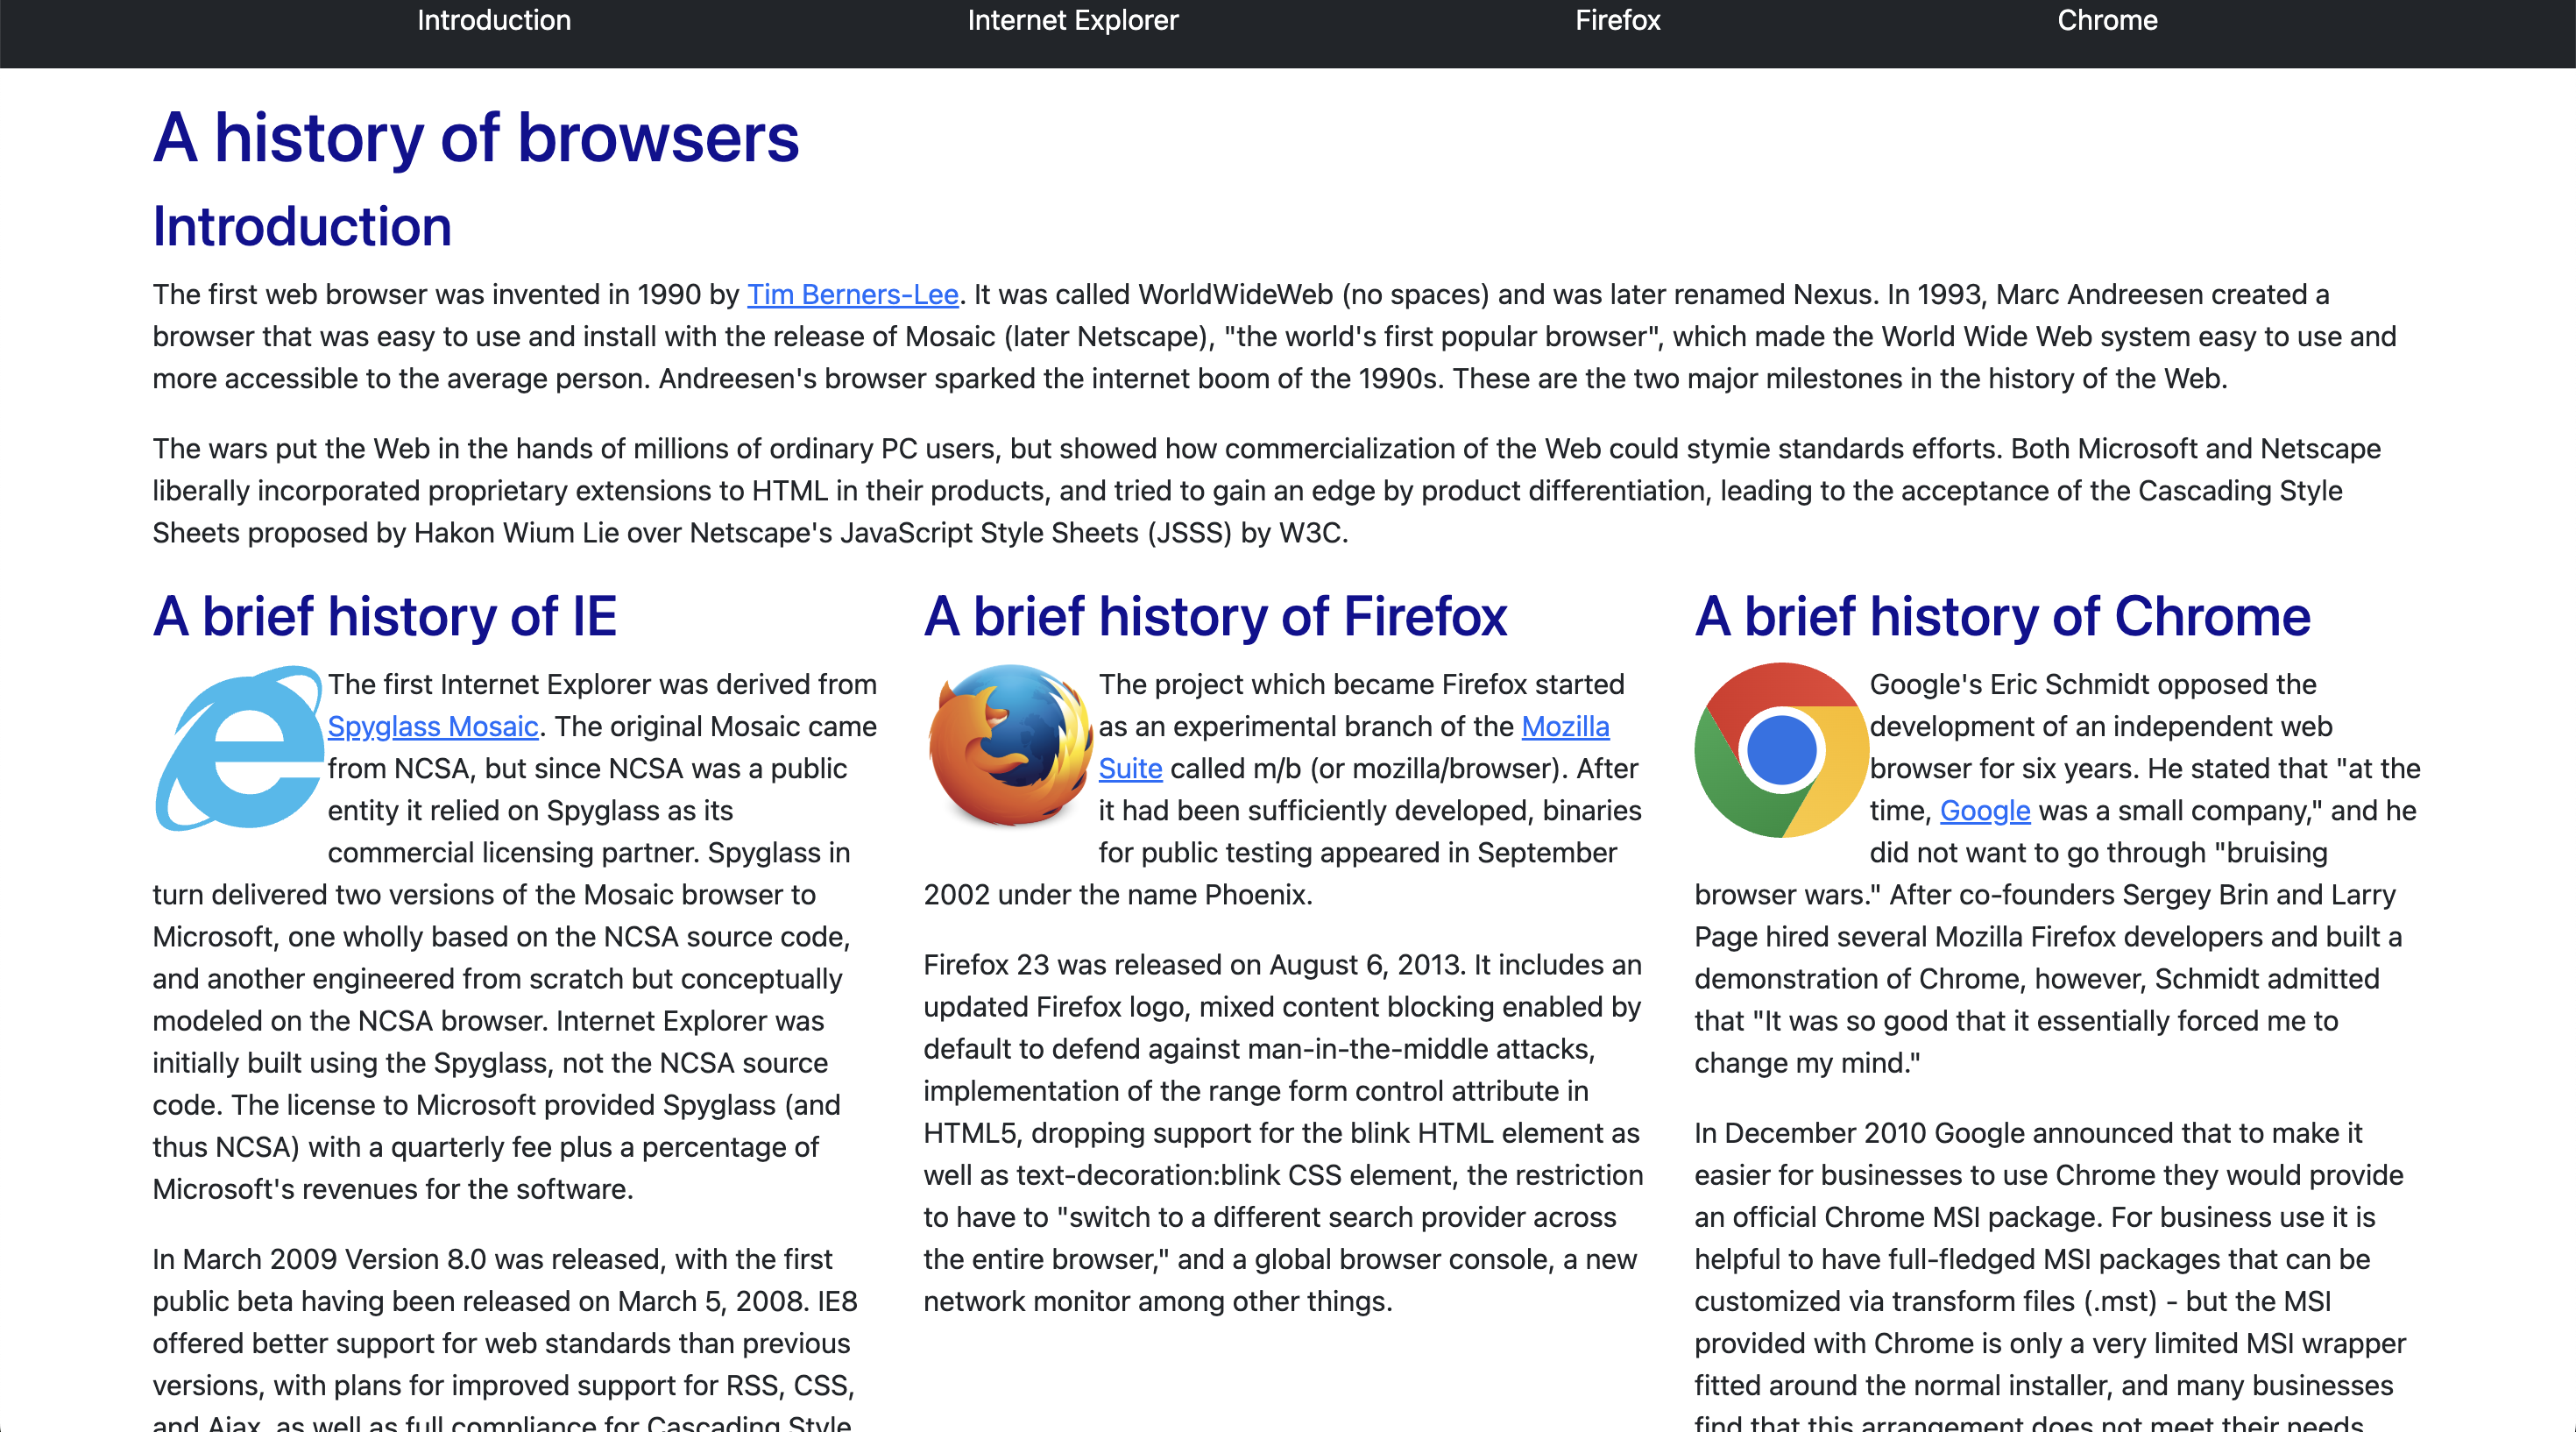 Introduction
Internet Explorer
Firefox
Chrome
A history of browsers
Introduction
The first web browser was invented in 1990 by Tim Berners-Lee. It was called WorldWideWeb (no spaces) and was later renamed Nexus. In 1993, Marc Andreesen created a
browser that was easy to use and install with the release of Mosaic (later Netscape), "the world's first popular browser", which made the World Wide Web system easy to use and
more accessible to the average person. Andreesen's browser sparked the internet boom of the 1990s. These are the two major milestones in the history of the Web.
The wars put the Web in the hands of millions of ordinary PC users, but showed how commercialization of the Web could stymie standards efforts. Both Microsoft and Netscape
liberally incorporated proprietary extensions to HTML in their products, and tried to gain an edge by product differentiation, leading to the acceptance of the Cascading Style
Sheets proposed by Hakon Wium Lie over Netscape's JavaScript Style Sheets (JSSS) by W3C.
A brief history of IE
The first Internet Explorer was derived from
Spyglass Mosaic. The original Mosaic came
from NCSA, but since NCSA was a public
entity it relied on Spyglass as its
commercial licensing partner. Spyglass in
turn delivered two versions of the Mosaic browser to
Microsoft, one wholly based on the NCSA source code,
and another engineered from scratch but conceptually
modeled on the NCSA browser. Internet Explorer was
initially built using the Spyglass, not the NCSA source
code. The license to Microsoft provided Spyglass (and
thus NCSA) with a quarterly fee plus a percentage of
Microsoft's revenues for the software.
In March 2009 Version 8.0 was released, with the first
public beta having been released on March 5, 2008. IE8
offered better support for web standards than previous
versions, with plans for improved support for RSS, CSS,
and Ajax, as well as full compliance for Cascading Style
A brief history of Firefox
The project which became Firefox started
as an experimental branch of the Mozilla
Suite called m/b (or mozilla/browser). After
it had been sufficiently developed, binaries
for public testing appeared in September
2002 under the name Phoenix.
Firefox 23 was released on August 6, 2013. It includes an
updated Firefox logo, mixed content blocking enabled by
default to defend against man-in-the-middle attacks,
implementation of the range form control attribute in
HTML5, dropping support for the blink HTML element as
well as text-decoration:blink CSS element, the restriction
to have to "switch to a different search provider across
the entire browser," and a global browser console, a new
network monitor among other things.
A brief history of Chrome
Google's Eric Schmidt opposed the
development of an independent web
browser for six years. He stated that "at the
time, Google was a small company," and he
did not want to go through "bruising
browser wars." After co-founders Sergey Brin and Larry
Page hired several Mozilla Firefox developers and built a
demonstration of Chrome, however, Schmidt admitted
that "It was so good that it essentially forced me to
change my mind."
In December 2010 Google announced that to make it
easier for businesses to use Chrome they would provide
an official Chrome MSI package. For business use it is
helpful to have full-fledged MSI packages that can be
customized via transform files (.mst) - but the MSI
provided with Chrome is only a very limited MSI wrapper
fitted around the normal installer, and many businesses
find that this arrangement does not meet their needs.